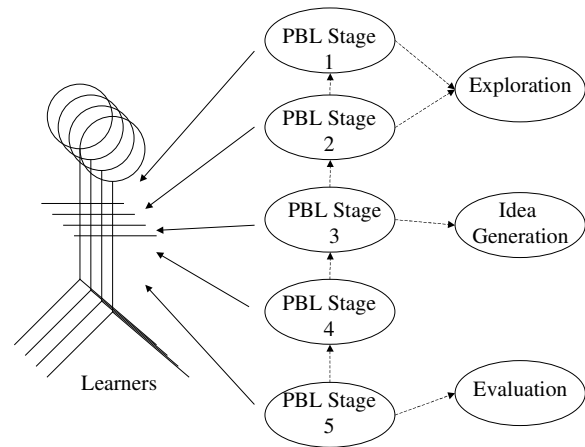 PBL Stage
1
Exploration
PBL Stage
2
PBL Stage
3
Idea
Generation
PBL Stage
4
Learners
PBL Stage
5
Evaluation